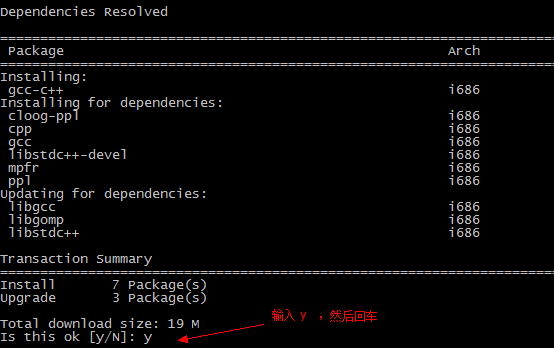 Dependencies Resolved
================================================================
Package Arch
================================================================
Installing:
gcc-c++ i686
Installing for dependencies:
cloog-ppl i686
cpp i686
gcc i686
libstdc++-devel i686
mpfr i686
ppl i686
Updating for dependencies:
libgcc i686
libgomp i686
libstdc++ i686
Transaction Summary
================================================================
Install 7 Package(s)
Upgrade 3 Package(s)
Total download size: 19 M
输入 y ，然后回车
Is this ok [y/N]: y